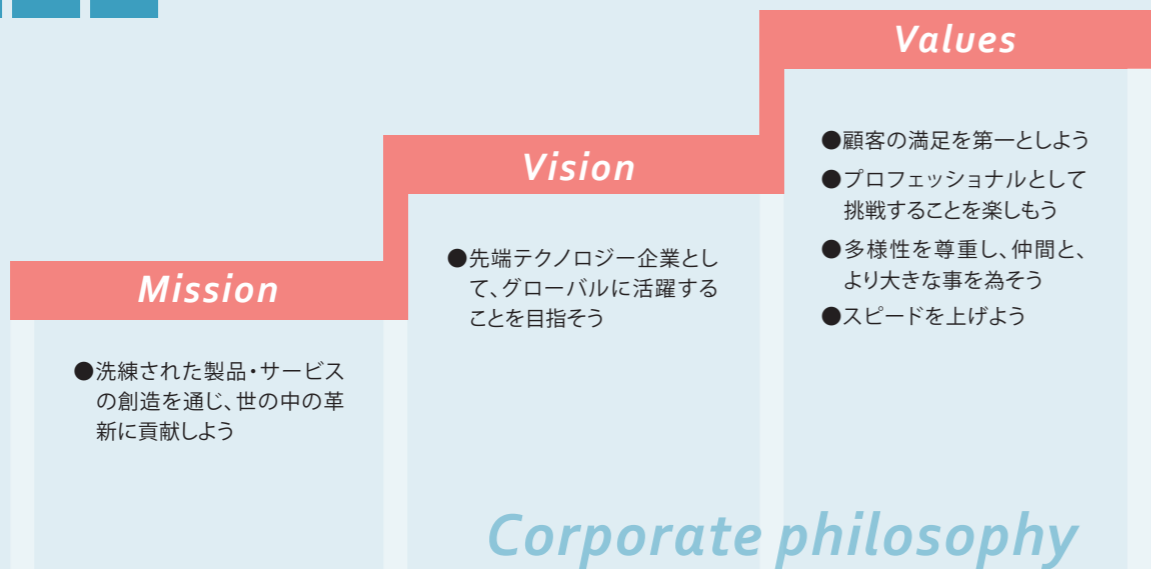 Mission
●洗練された製品・サービス
の創造を通じ、世の中の革
新に貢献しよう
Vision
●先端テクノロジー企業とし
て、グローバルに活躍する
ことを目指そう
Values
●顧客の満足を第一としよう
●プロフェッショナルとして
挑戦することを楽しもう
●多様性を尊重し、仲間と、
より大きな事を為そう
●スピードを上げよう
Corporate philosophy